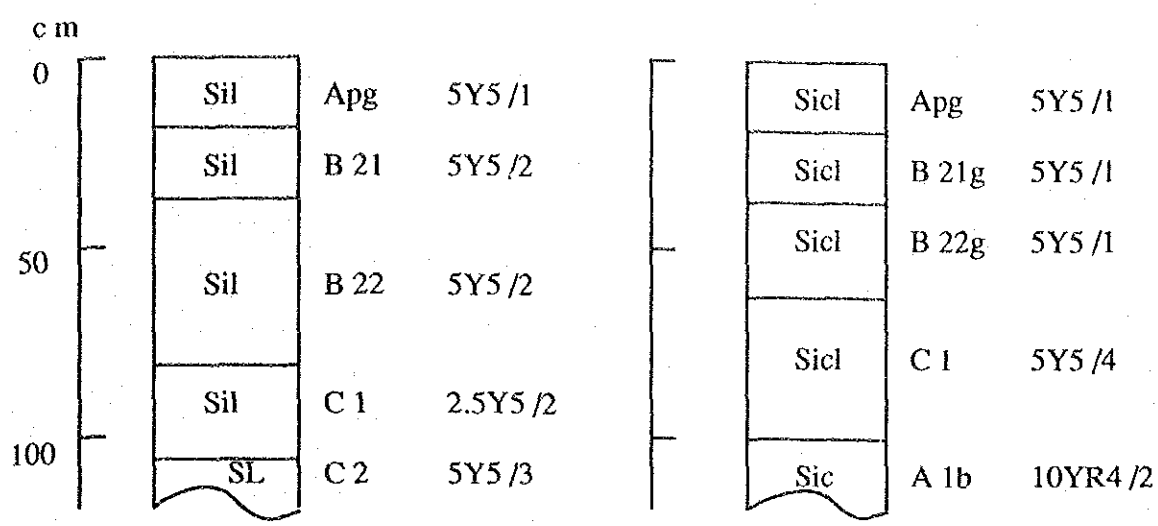 cm
0 Sil Apg 5Y5/1 Sicl Apg 5Y5/1
Sil B 21 5Y5/2 Sicl B 21g 5Y5/1
50 Sil B 22 5Y5/2 Sicl B 22g 5Y5/1
Sil C 1 2.5Y5/2 Sicl C 1 5Y5/4
100 SL C 2 5Y5/3 Sic A 1b 10YR4/2